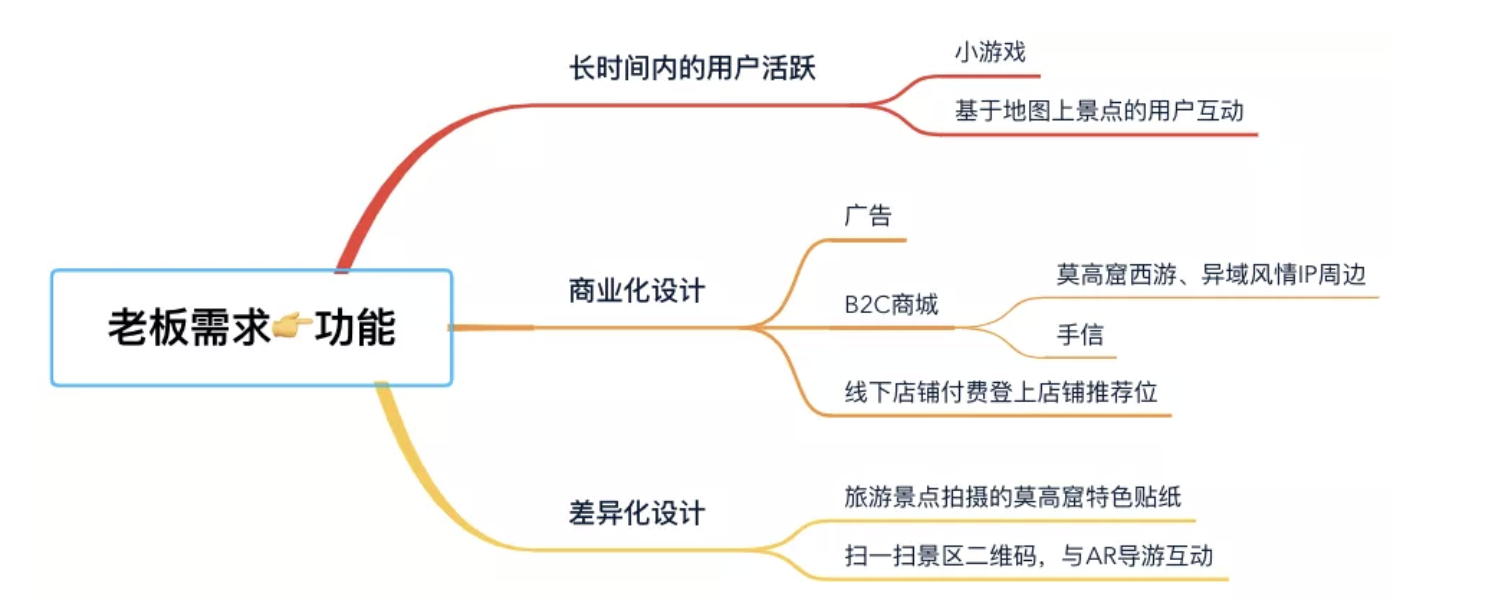 老板需求👉功能
长时间内的用户活跃
小游戏
基于地图上景点的用户互动
商业化设计
广告
B2C商城
莫高窟西游、异域风情IP周边
手信
线下店铺付费登上店铺推荐位
差异化设计
旅游景点拍摄的莫高窟特色贴纸
扫一扫景区二维码，与AR导游互动